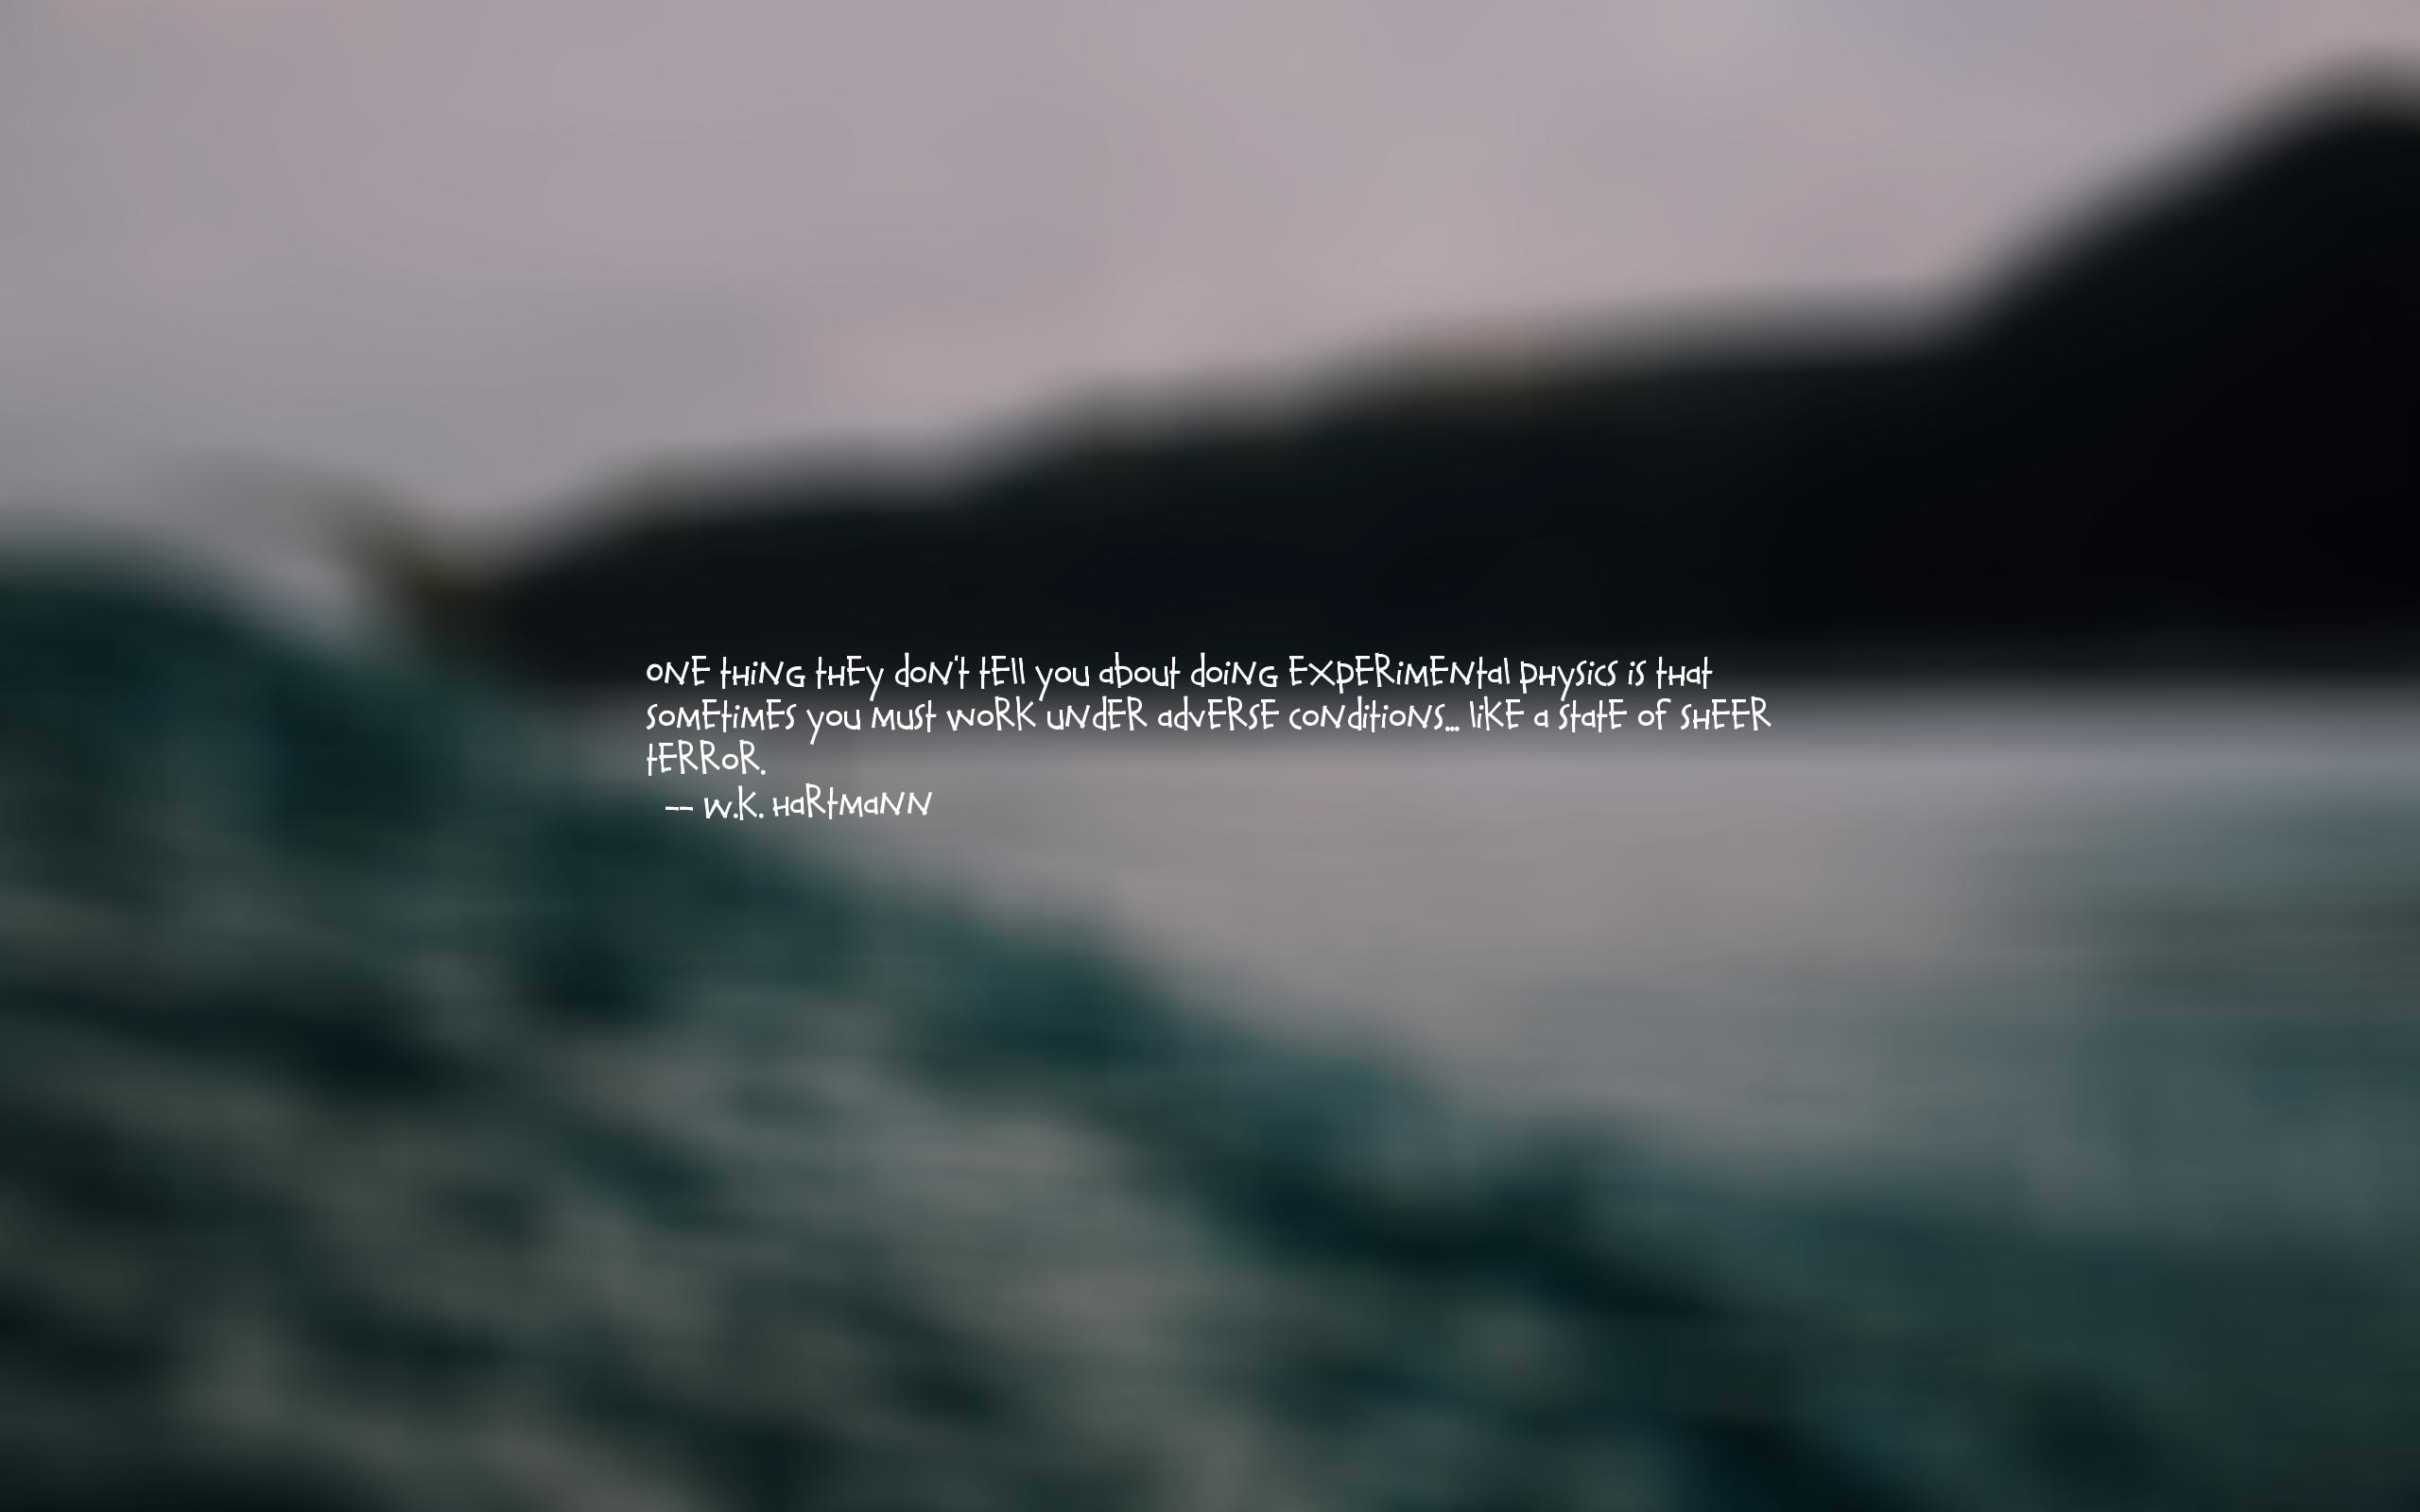 One thing they don't tell you about doing experimental physics is that
sometimes you must work under adverse conditions... like a state of sheer
terror.
-- W.K. Hartmann